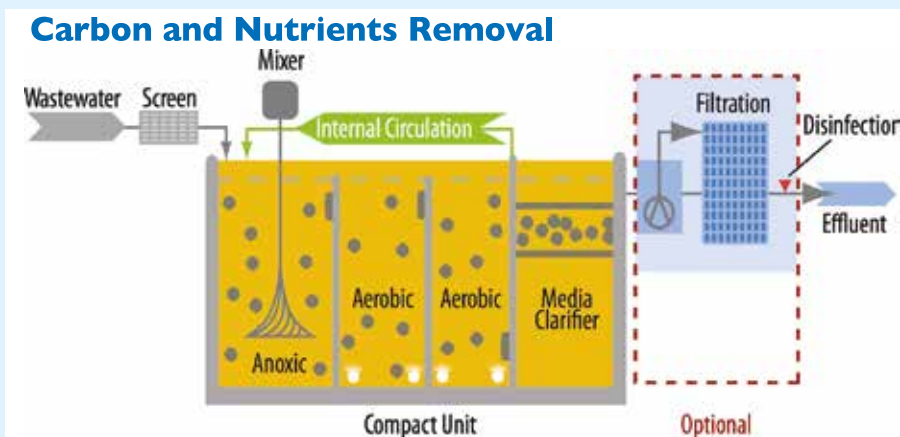 Carbon and Nutrients Removal
Mixer
Wastewater
Screen
Internal Circulation
Filtration
Disinfection
Effluent
Aerobic
Aerobic
Media
Clarifier
Anoxic
Compact Unit
Optional